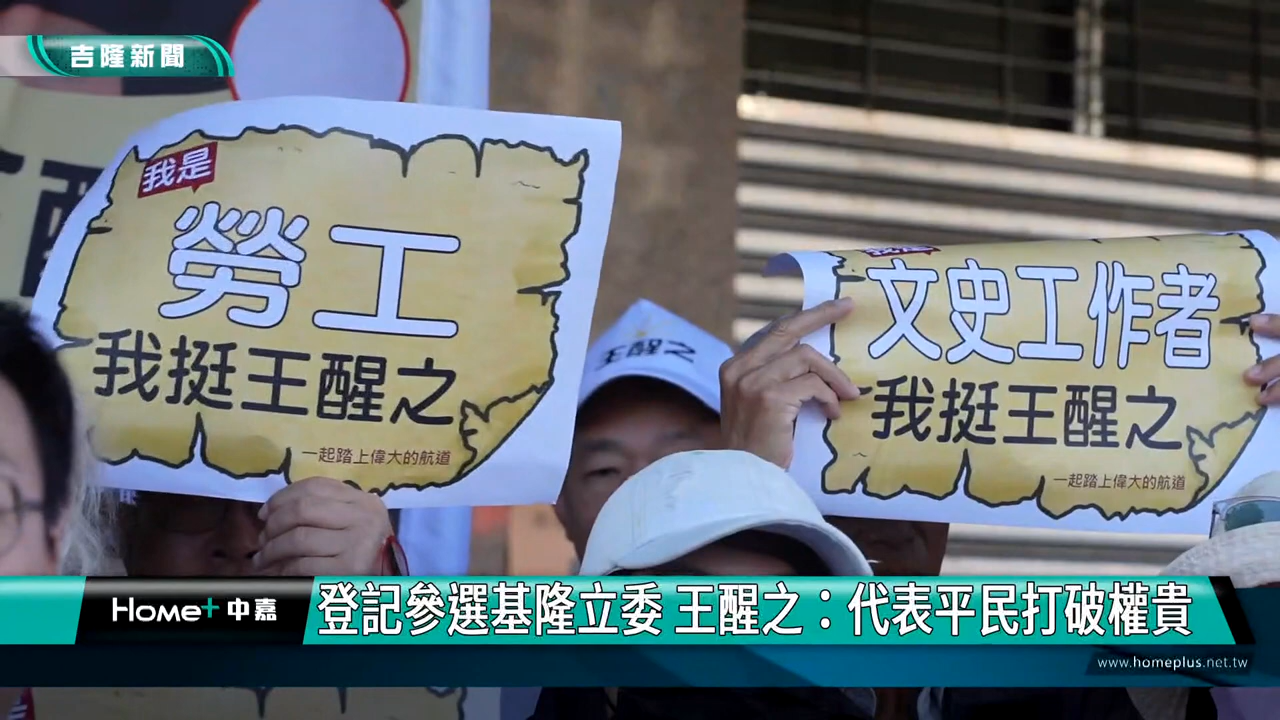 吉隆新聞
我是
勞工
我挺王醒之
一起踏上偉大的航道
王醒之
我是
文史工作者
我挺王醒之
一起踏上偉大的航道
醒
Home+中嘉
登記參選基隆立委 王醒之：代表平民打破權貴
www.homeplus.net.tw